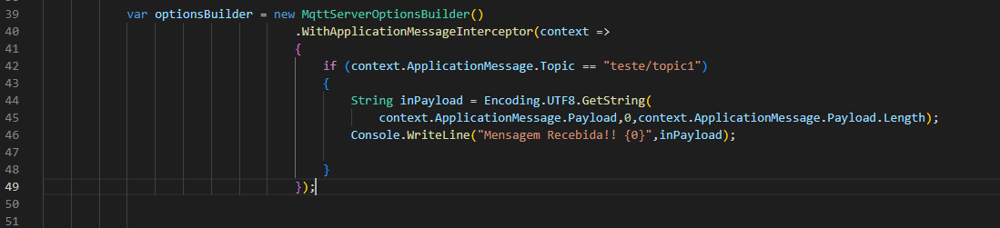 39 var optionsBuilder = new MqttServerOptionsBuilder()
40 .WithApplicationMessageInterceptor(context =>
41 {
42 if (context.ApplicationMessage.Topic == "teste/topic1")
43 {
44 String inPayload = Encoding.UTF8.GetString(
45 context.ApplicationMessage.Payload,0,context.ApplicationMessage.Payload.Length);
46 Console.WriteLine("Mensagem Recebida!! {0}",inPayload);
47
48 }
49 });
50
51